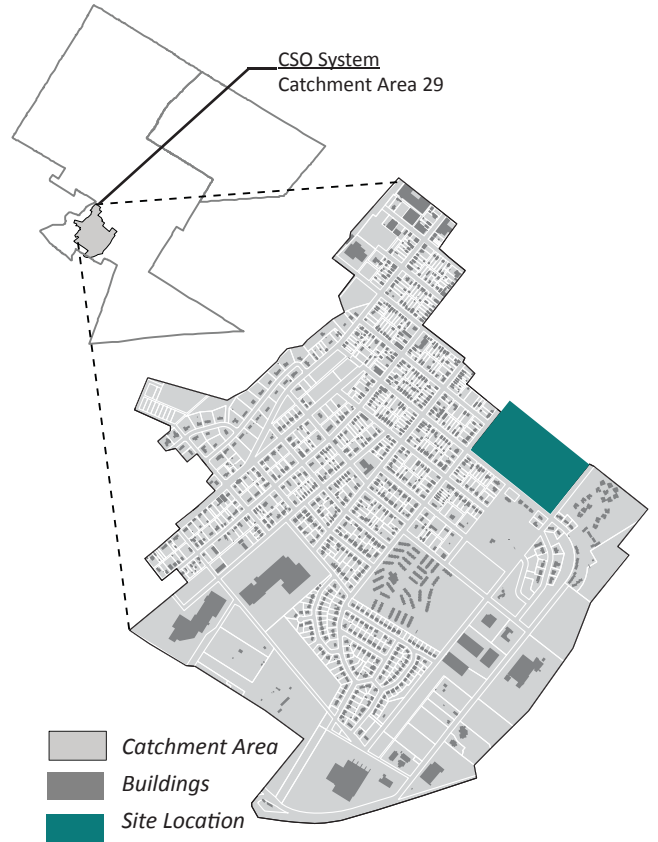 CSO System
Catchment Area 29
Catchment Area
Buildings
Site Location